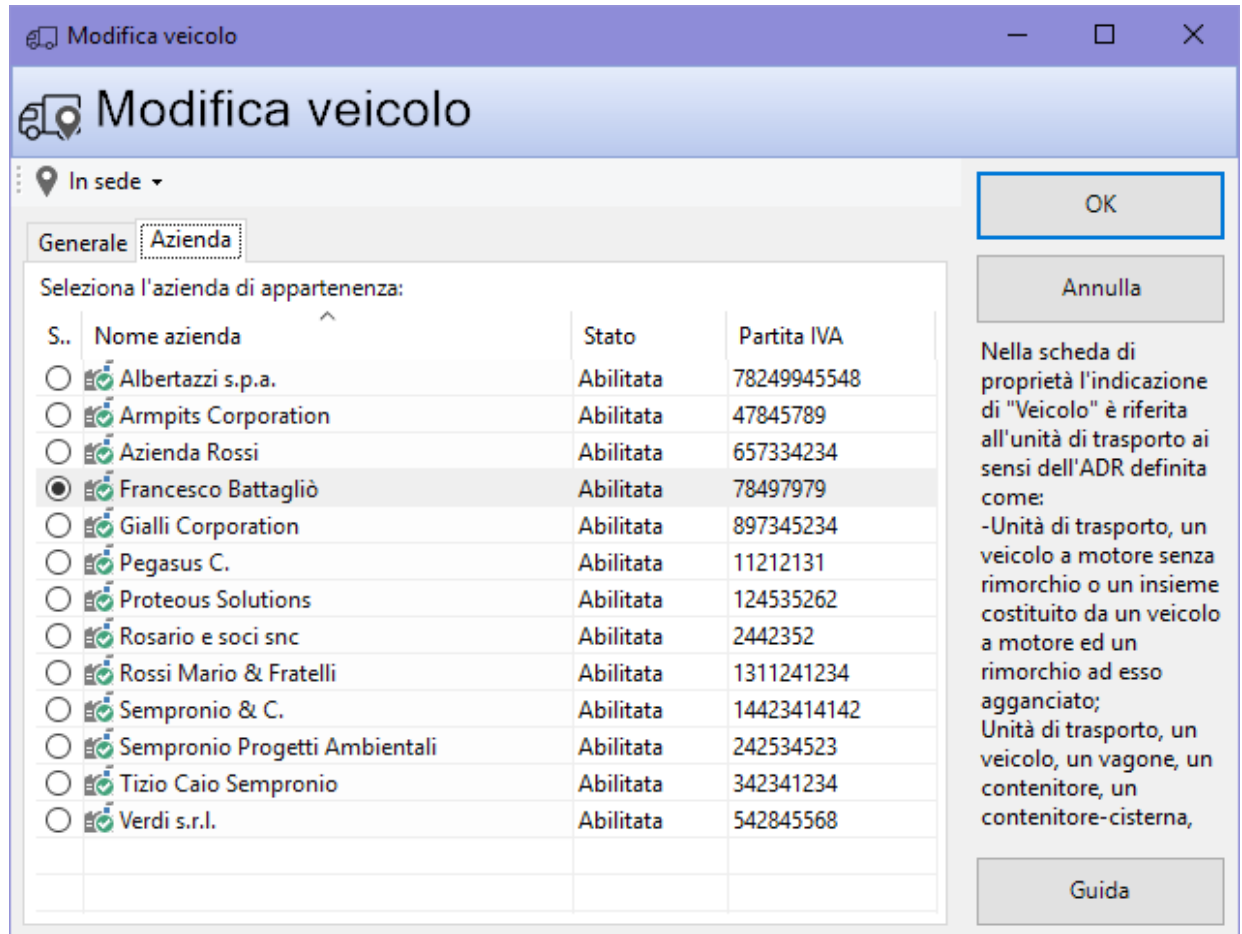 Modifica veicolo
Modifica veicolo
In sede
OK
Generale Azienda
Seleziona l'azienda di appartenenza:
Annulla
S.. Nome azienda Stato Partita IVA
Albertazzi s.p.a. Abilitata 78249945548
Armpits Corporation Abilitata 47845789
Azienda Rossi Abilitata 657334234
Francesco Battagliò Abilitata 78497979
Gialli Corporation Abilitata 897345234
Pegasus C. Abilitata 11212131
Proteous Solutions Abilitata 124535262
Rosario e soci snc Abilitata 2442352
Rossi Mario & Fratelli Abilitata 1311241234
Sempronio & C. Abilitata 14423414142
Sempronio Progetti Ambientali Abilitata 242534523
Tizio Caio Sempronio Abilitata 342341234
Verdi s.r.l. Abilitata 542845568
Nella scheda di
proprietà l'indicazione
di "Veicolo" è riferita
all'unità di trasporto ai
sensi dell'ADR definita
come:
-Unità di trasporto, un
veicolo a motore senza
rimorchio o un insieme
costituito da un veicolo
a motore ed un
rimorchio ad esso
agganciato;
Unità di trasporto, un
veicolo, un vagone, un
contenitore, un
contenitore-cisterna,
Guida